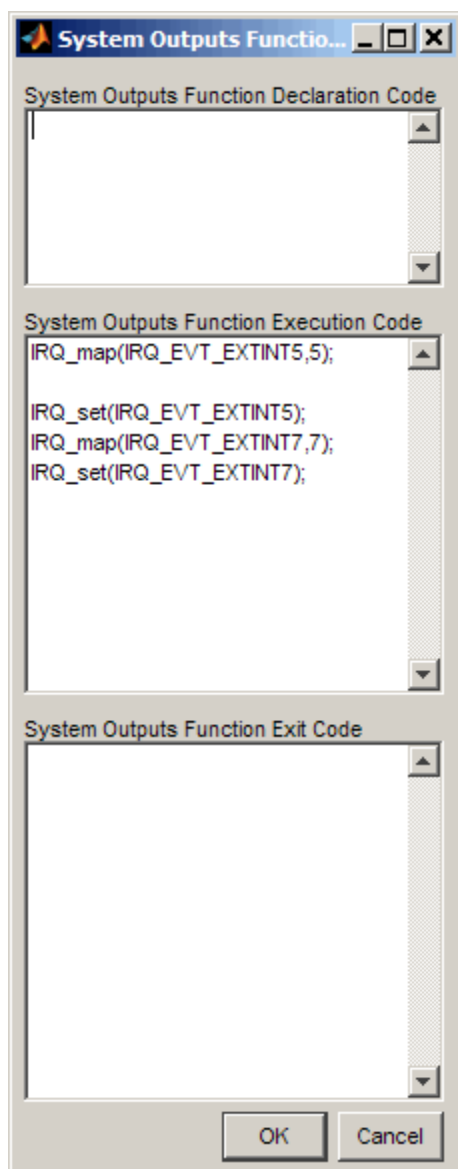 System Outputs Functio...
System Outputs Function Declaration Code
System Outputs Function Execution Code
IRQ_map(IRQ_EVT_EXTINT5,5);
IRQ_set(IRQ_EVT_EXTINT5);
IRQ_map(IRQ_EVT_EXTINT7,7);
IRQ_set(IRQ_EVT_EXTINT7);
System Outputs Function Exit Code
OK Cancel